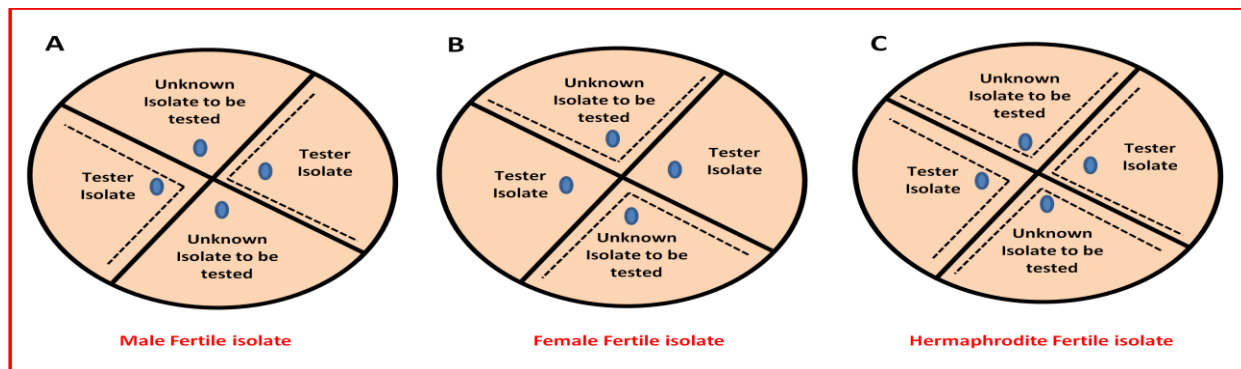 A
Unknown
Isolate to be
tested
Tester
Isolate
Tester
Isolate
Unknown
Isolate to be
tested
Male Fertile isolate
B
Unknown
Isolate to be
tested
Tester
Isolate
Tester
Isolate
Unknown
Isolate to be
tested
Female Fertile isolate
C
Unknown
Isolate to be
tested
Tester
Isolate
Tester
Isolate
Unknown
Isolate to be
tested
Hermaphrodite Fertile isolate